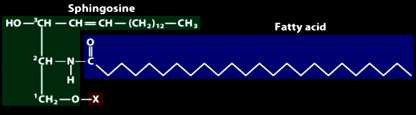 Sphingosine
Fatty acid
HO—³CH—CH=CH—(CH₂)₁₂—CH₃
O
²CH—N—C
H
¹CH₂—O—X